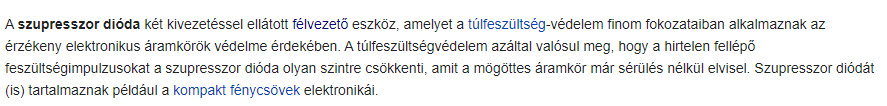 A szupresszor dióda két kivezetéssel ellátott félvezető eszköz, amelyet a túlfeszültség-védelem finom fokozataiban alkalmaznak az
érzékeny elektronikus áramkörök védelme érdekében. A túlfeszültségvédelem azáltal valósul meg, hogy a hirtelen fellépő
feszültségimpulzusokat a szupresszor dióda olyan szintre csökkenti, amit a mögöttes áramkör már sérülés nélkül elvisel. Szupresszor diódát
(is) tartalmaznak például a kompakt fénycsövek elektronikái.